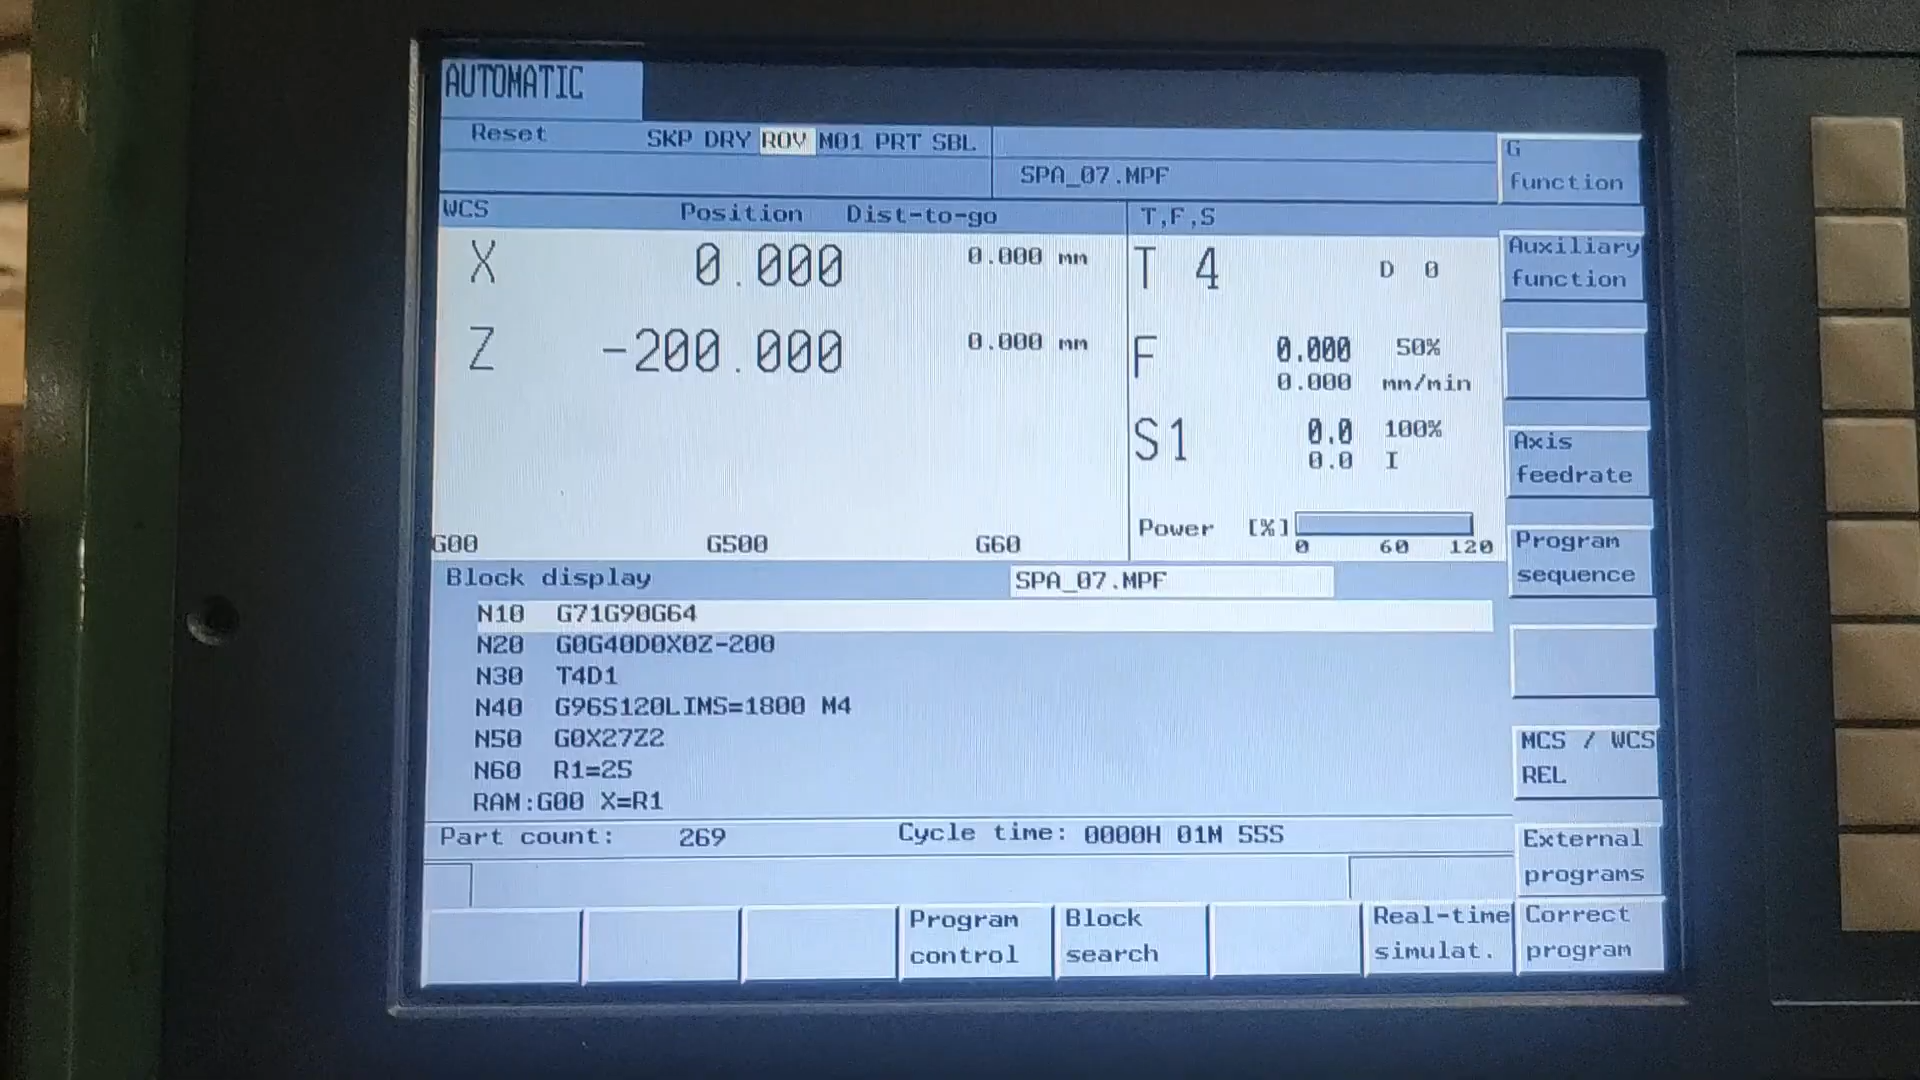 AUTOMATIC
Reset SKP DRY ROV M01 PRT SBL
SPA_07.MPF
WCS Position Dist-to-go
X 0.000 0.000 mm
Z -200.000 0.000 mm
G00 G500 G60
T,F,S
T 4 D 0
F 0.000 50%
0.000 mm/min
S1 0.0 100%
0.0 I
Power [%]
0 60 120
Block display SPA_07.MPF
N10 G71G90G64
N20 G0G40D0X0Z-200
N30 T4D1
N40 G96S120LIMS=1800 M4
N50 G0X27Z2
N60 R1=25
RAM:G00 X=R1
Part count: 269 Cycle time: 0000H 01M 55S
G
function
Auxiliary
function
Axis
feedrate
Program
sequence
MCS / WCS
REL
External
programs
Program
control
Block
search
Real-time
simulat.
Correct
program